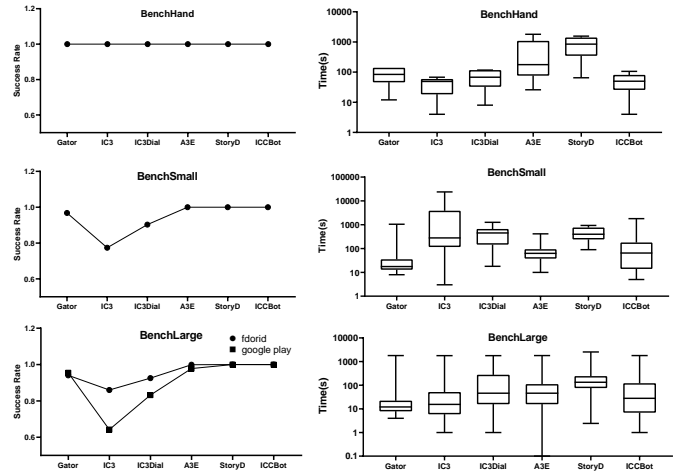 BenchHand
1.2
1.0
0.8
0.6
Success Rate
Gator IC3 IC3Dial A3E StoryD ICCBot
BenchHand
10000
1000
100
10
1
Time(s)
Gator IC3 IC3Dial A3E StoryD ICCBot
BenchSmall
1.2
1.0
0.8
0.6
Success Rate
Gator IC3 IC3Dial A3E StoryD ICCBot
BenchSmall
100000
10000
1000
100
10
1
Time(s)
Gator IC3 IC3Dial A3E StoryD ICCBot
BenchLarge
fdorid
google play
1.2
1.0
0.8
0.6
Success Rate
Gator IC3 IC3Dial A3E StoryD ICCBot
BenchLarge
10000
1000
100
10
1
0.1
Time(s)
Gator IC3 IC3Dial A3E StoryD ICCBot